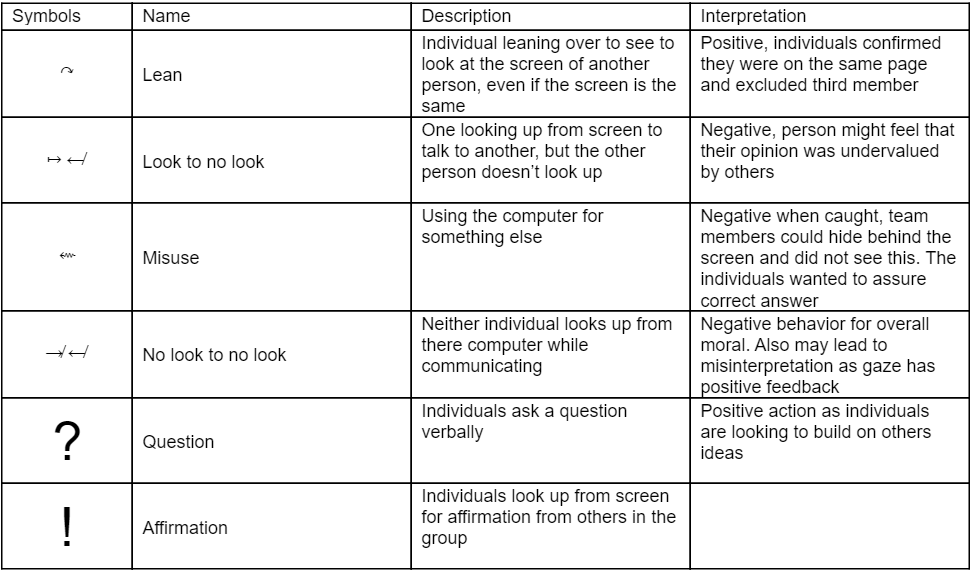 Symbols Name Description Interpretation
↷ Lean
Individual leaning over to see to
look at the screen of another
person, even if the screen is the
same
Positive, individuals confirmed
they were on the same page
and excluded third member
↦ ↤/ Look to no look
One looking up from screen to
talk to another, but the other
person doesn’t look up
Negative, person might feel that
their opinion was undervalued
by others
⬳ Misuse
Using the computer for
something else
Negative when caught, team
members could hide behind the
screen and did not see this. The
individuals wanted to assure
correct answer
→/ ↤/ No look to no look
Neither individual looks up from
there computer while
communicating
Negative behavior for overall
moral. Also may lead to
misinterpretation as gaze has
positive feedback
? Question
Individuals ask a question
verbally
Positive action as individuals
are looking to build on others
ideas
! Affirmation
Individuals look up from screen
for affirmation from others in the
group